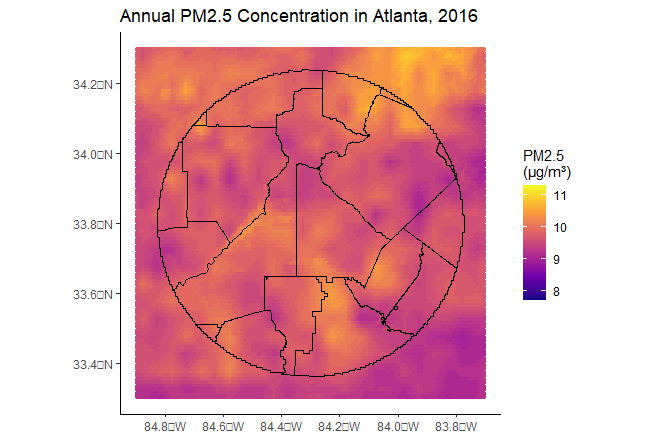 Annual PM2.5 Concentration in Atlanta, 2016
34.2□N
34.0□N
33.8□N
33.6□N
33.4□N
84.8□W
84.6□W
84.4□W
84.2□W
84.0□W
83.8□W
PM2.5
(µg/m³)
11
10
9
8